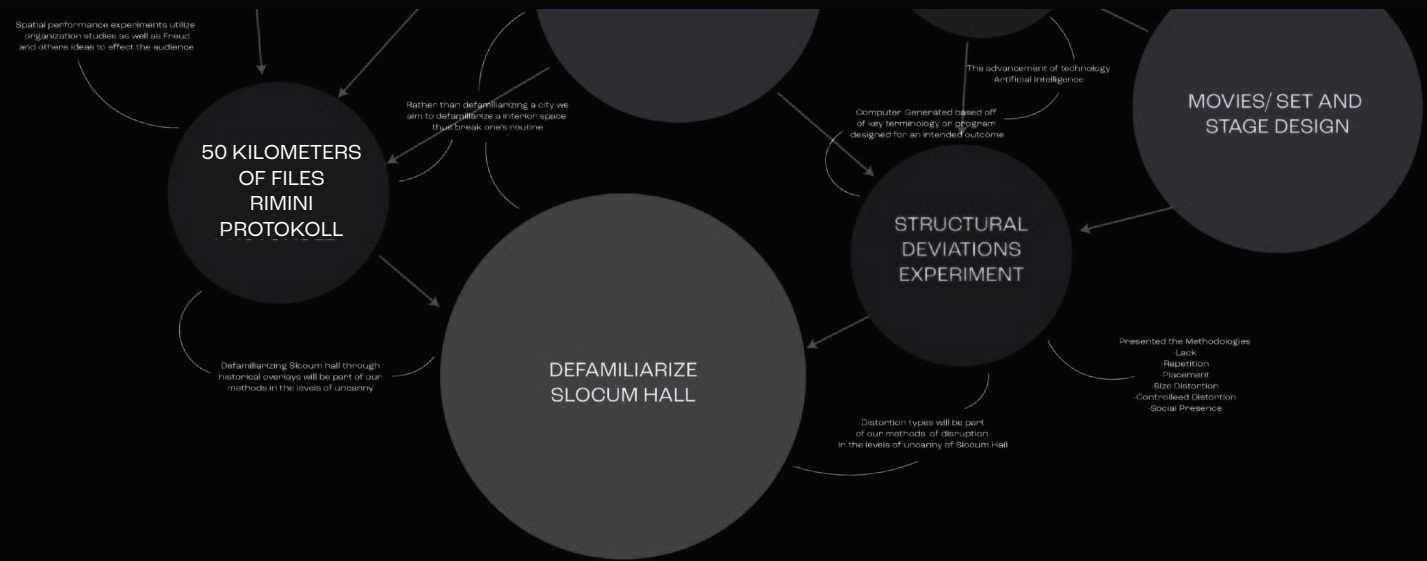 Spatial performance experiments utilize
organization studies as well as Freud
and others ideas to effect the audience
50 KILOMETERS
OF FILES
RIMINI
PROTOKOLL
Rather than defamiliarizing a city we
aim to defamiliarize a interior space
thus break one's routine
The advancement of technology
Artificial Intelligence
Computer Generated based off
of key terminology or program
designed for an intended outcome
MOVIES/ SET AND
STAGE DESIGN
STRUCTURAL
DEVIATIONS
EXPERIMENT
Defamiliarizing Slocum hall through
historical overlays will be part of our
methods in the levels of uncanny
DEFAMILIARIZE
SLOCUM HALL
Presented the Methodologies
-Lack
-Repetition
-Placement
-Size Distortion
-Controlleed Distortion
-Social Presence
Distortion types will be part
of our methods of disruption
in the levels of uncanny of Slocum Hall